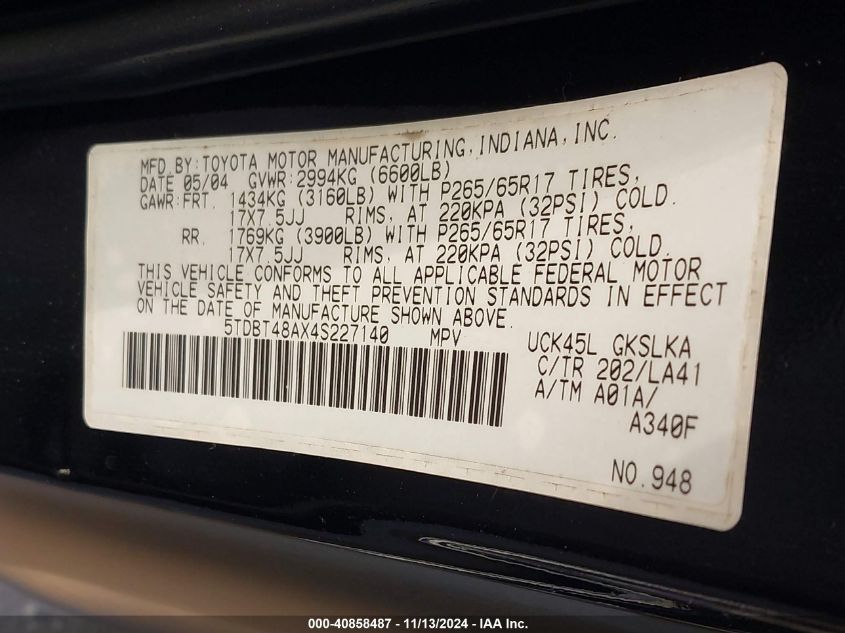 MFD BY:TOYOTA MOTOR MANUFACTURING,INDIANA,INC.
DATE 05/04 GVWR:2994KG (6600LB)
GAWR:FRT. 1434KG (3160LB) WITH P265/65R17 TIRES,
17X7.5JJ RIMS, AT 220KPA (32PSI) COLD.
RR. 1769KG (3900LB) WITH P265/65R17 TIRES,
17X7.5JJ RIMS, AT 220KPA (32PSI) COLD.
THIS VEHICLE CONFORMS TO ALL APPLICABLE FEDERAL MOTOR
VEHICLE SAFETY AND THEFT PREVENTION STANDARDS IN EFFECT
ON THE DATE OF MANUFACTURE SHOWN ABOVE.
5TDBT48AX4S227140 MPV
UCK45L GKSLKA
C/TR 202/LA41
A/TM A01A/
A340F
NO.948
000-40858487 - 11/13/2024 - IAA Inc.